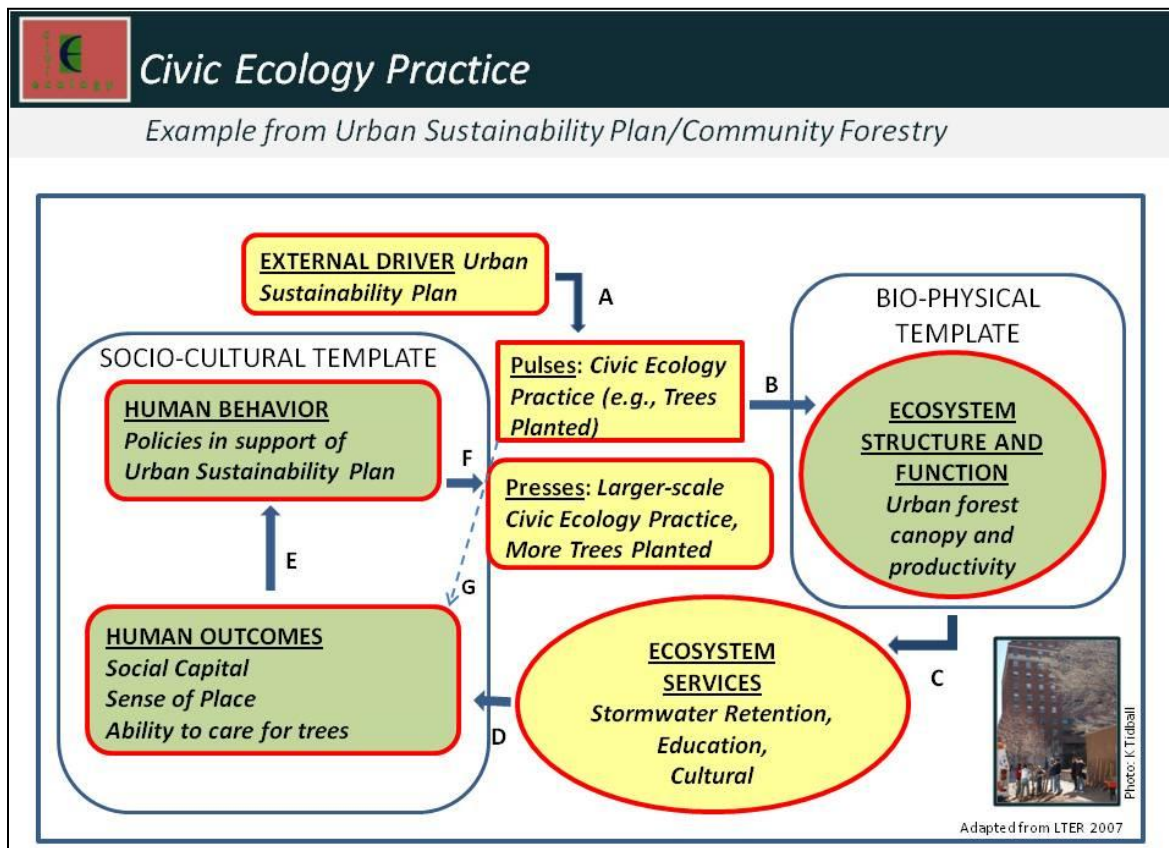 civic
ecology
Civic Ecology Practice
Example from Urban Sustainability Plan/Community Forestry
EXTERNAL DRIVER Urban
Sustainability Plan
A
BIO-PHYSICAL
TEMPLATE
SOCIO-CULTURAL TEMPLATE
Pulses: Civic Ecology
Practice (e.g., Trees
Planted)
B
HUMAN BEHAVIOR
Policies in support of
Urban Sustainability Plan
F
Presses: Larger-scale
Civic Ecology Practice,
More Trees Planted
ECOSYSTEM
STRUCTURE AND
FUNCTION
Urban forest
canopy and
productivity
E
G
HUMAN OUTCOMES
Social Capital
Sense of Place
Ability to care for trees
D
ECOSYSTEM
SERVICES
Stormwater Retention,
Education,
Cultural
C
Photo: K Tidball
Adapted from LTER 2007